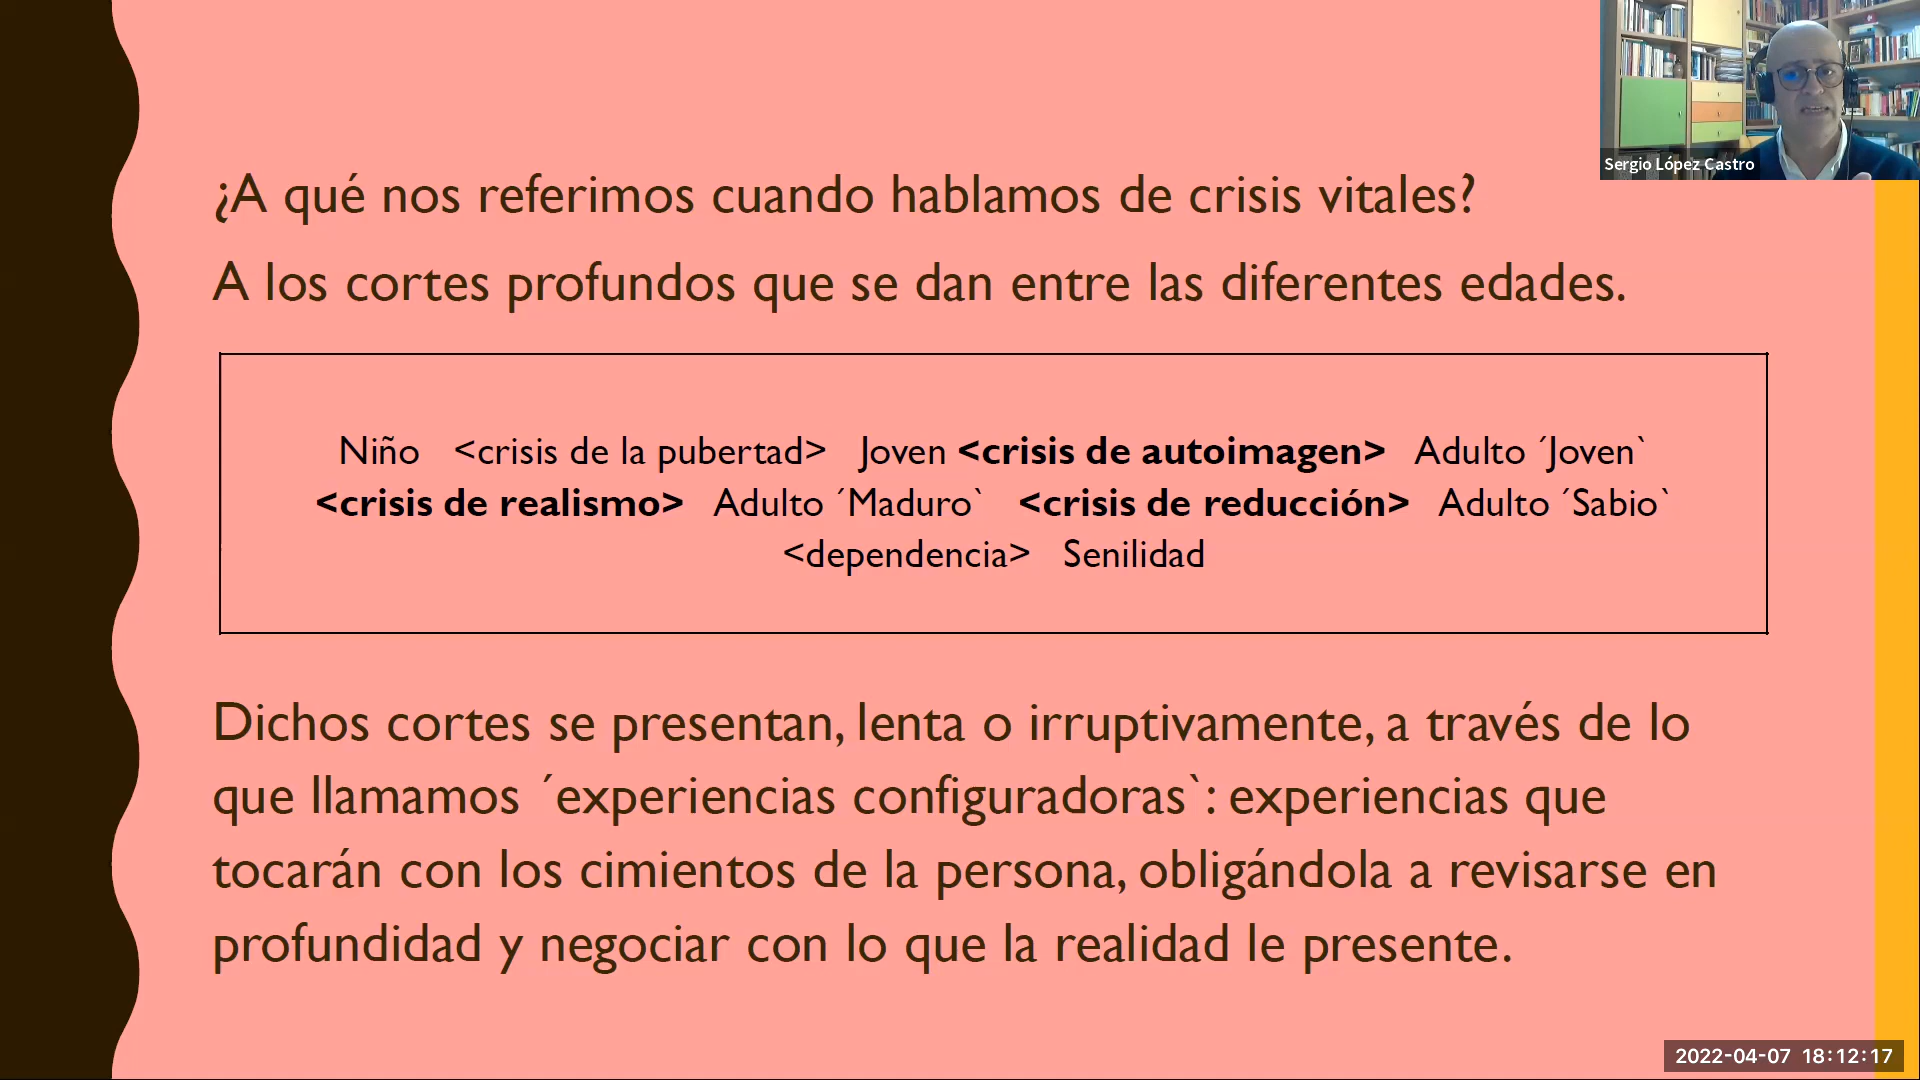 Sergio López Castro
¿A qué nos referimos cuando hablamos de crisis vitales?
A los cortes profundos que se dan entre las diferentes edades.
Niño <crisis de la pubertad> Joven <crisis de autoimagen> Adulto ´Joven`
<crisis de realismo> Adulto ´Maduro` <crisis de reducción> Adulto ´Sabio`
<dependencia> Senilidad
Dichos cortes se presentan, lenta o irruptivamente, a través de lo
que llamamos ´experiencias configuradoras`: experiencias que
tocarán con los cimientos de la persona, obligándola a revisarse en
profundidad y negociar con lo que la realidad le presente.
2022-04-07 18:12:17